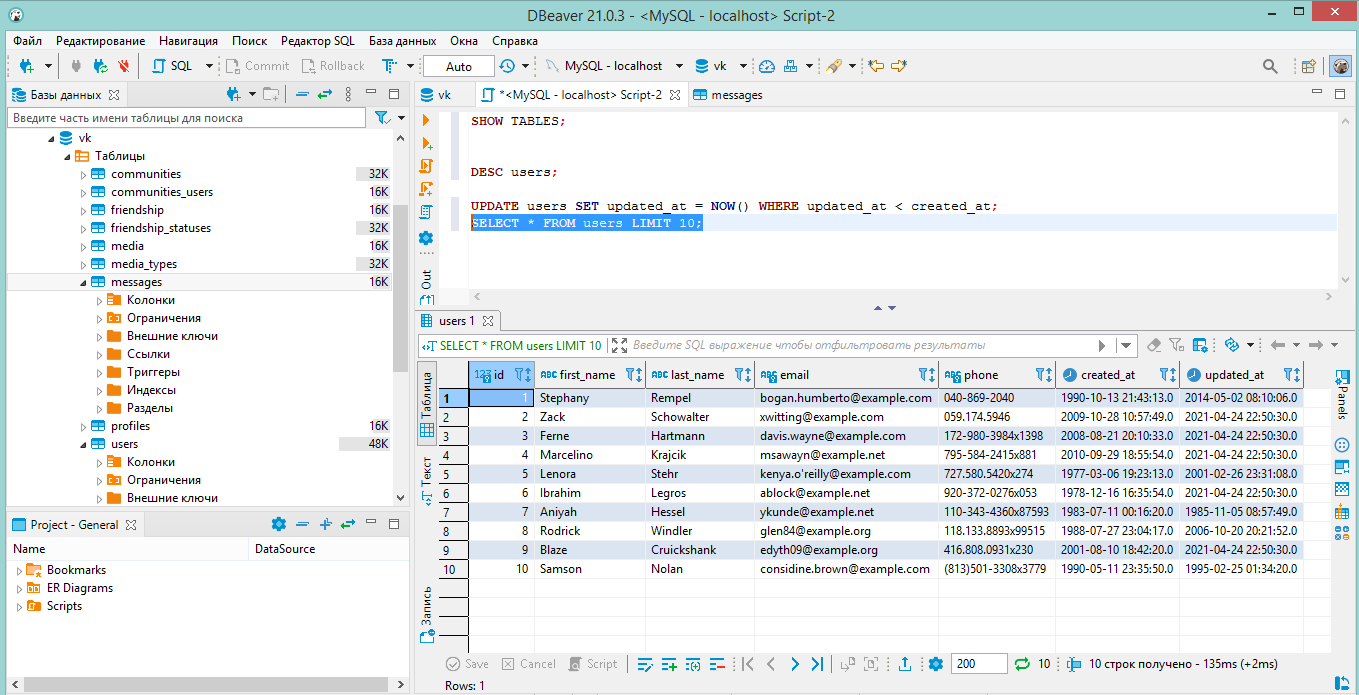 DBeaver 21.0.3 - <MySQL - localhost> Script-2
Файл Редактирование Навигация Поиск Редактор SQL База данных Окна Справка
SQL Commit Rollback Auto MySQL - localhost vk
Базы данных
Введите часть имени таблицы для поиска
vk
Таблицы
communities 32K
communities_users 16K
friendship 16K
friendship_statuses 32K
media 16K
media_types 32K
messages 16K
Колонки
Ограничения
Внешние ключи
Ссылки
Триггеры
Индексы
Разделы
profiles 16K
users 48K
Колонки
Ограничения
Внешние ключи
Project - General
Name DataSource
Bookmarks
ER Diagrams
Scripts
vk *<MySQL - localhost> Script-2 messages
SHOW TABLES;
DESC users;
UPDATE users SET updated_at = NOW() WHERE updated_at < created_at;
SELECT * FROM users LIMIT 10;
Out
users 1
SELECT * FROM users LIMIT 10 Введите SQL выражение чтобы отфильтровать результаты
Таблица
Текст
Запись
Panels
123 id ABC first_name ABC last_name ABC email ABC phone created_at updated_at
1 1 Stephany Rempel bogan.humberto@example.com 040-869-2040 1990-10-13 21:43:13.0 2014-05-02 08:10:06.0
2 2 Zack Schowalter xwitting@example.com 059.174.5946 2009-10-28 10:57:49.0 2021-04-24 22:50:30.0
3 3 Ferne Hartmann davis.wayne@example.com 172-980-3984x1398 2008-08-21 20:10:33.0 2021-04-24 22:50:30.0
4 4 Marcelino Krajcik msawayn@example.net 795-584-2415x881 2010-09-29 18:55:54.0 2021-04-24 22:50:30.0
5 5 Lenora Stehr kenya.o'reilly@example.com 727.580.5420x274 1977-03-06 19:23:13.0 2001-02-26 23:31:08.0
6 6 Ibrahim Legros ablock@example.net 920-372-0276x053 1978-12-16 16:35:54.0 2021-04-24 22:50:30.0
7 7 Aniyah Hessel ykunde@example.net 110-343-4360x87593 1983-07-11 00:16:20.0 1985-11-05 08:57:49.0
8 8 Rodrick Windler glen84@example.org 118.133.8893x99515 1988-07-27 23:04:17.0 2006-10-20 20:21:52.0
9 9 Blaze Cruickshank edyth09@example.org 416.808.0931x230 2001-08-10 18:42:20.0 2021-04-24 22:50:30.0
10 10 Samson Nolan considine.brown@example.com (813)501-3308x3779 1990-05-11 23:35:50.0 1995-02-25 01:34:20.0
Save Cancel Script 200 10 10 строк получено - 135ms (+2ms)
Rows: 1